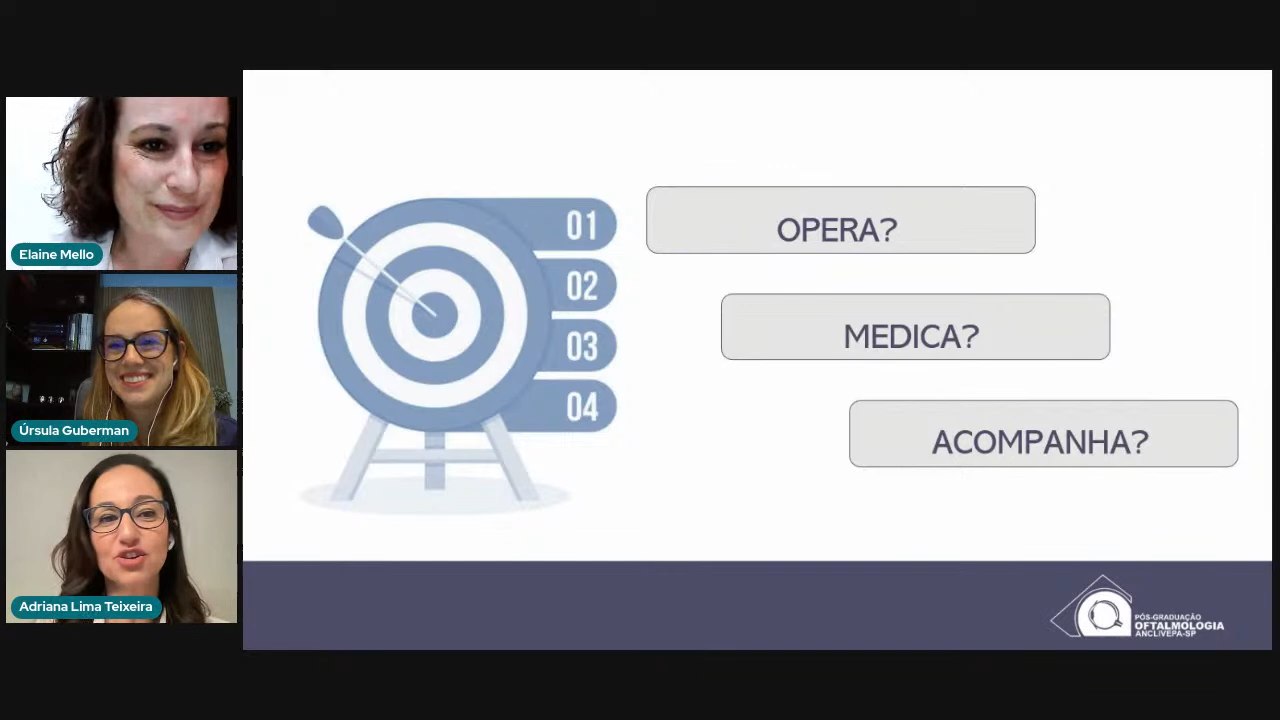 Elaine Mello
Úrsula Guberman
Adriana Lima Teixeira
01
02
03
04
OPERA?
MEDICA?
ACOMPANHA?
PÓS-GRADUAÇÃO
OFTALMOLOGIA
ANCLIVEPA-SP